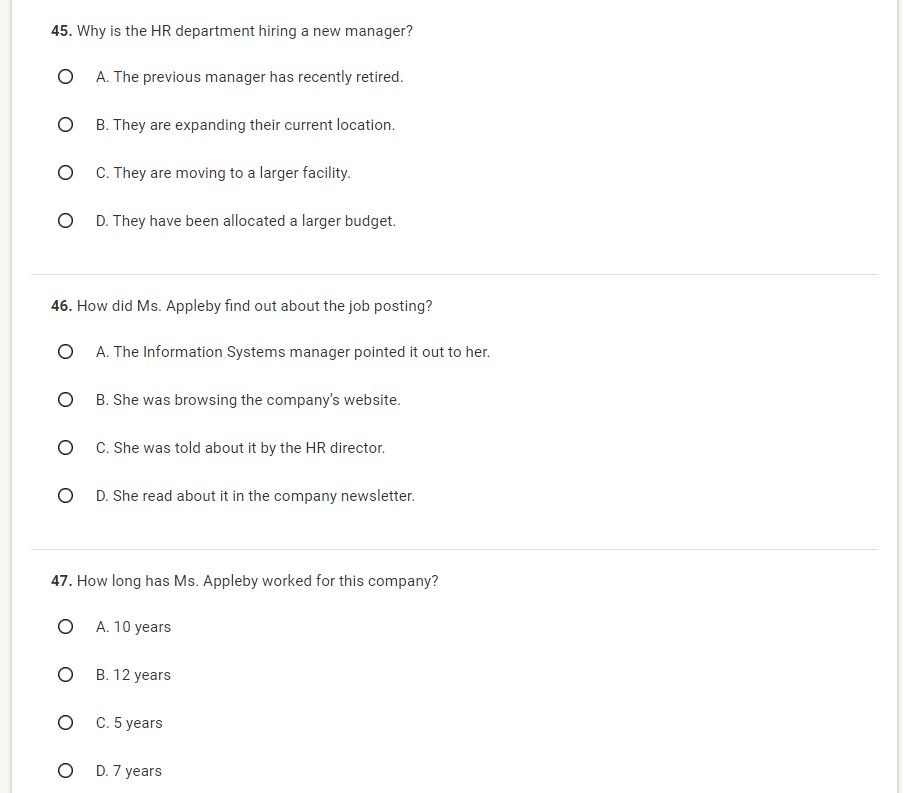 45. Why is the HR department hiring a new manager?
A. The previous manager has recently retired.
B. They are expanding their current location.
C. They are moving to a larger facility.
D. They have been allocated a larger budget.
46. How did Ms. Appleby find out about the job posting?
A. The Information Systems manager pointed it out to her.
B. She was browsing the company’s website.
C. She was told about it by the HR director.
D. She read about it in the company newsletter.
47. How long has Ms. Appleby worked for this company?
A. 10 years
B. 12 years
C. 5 years
D. 7 years